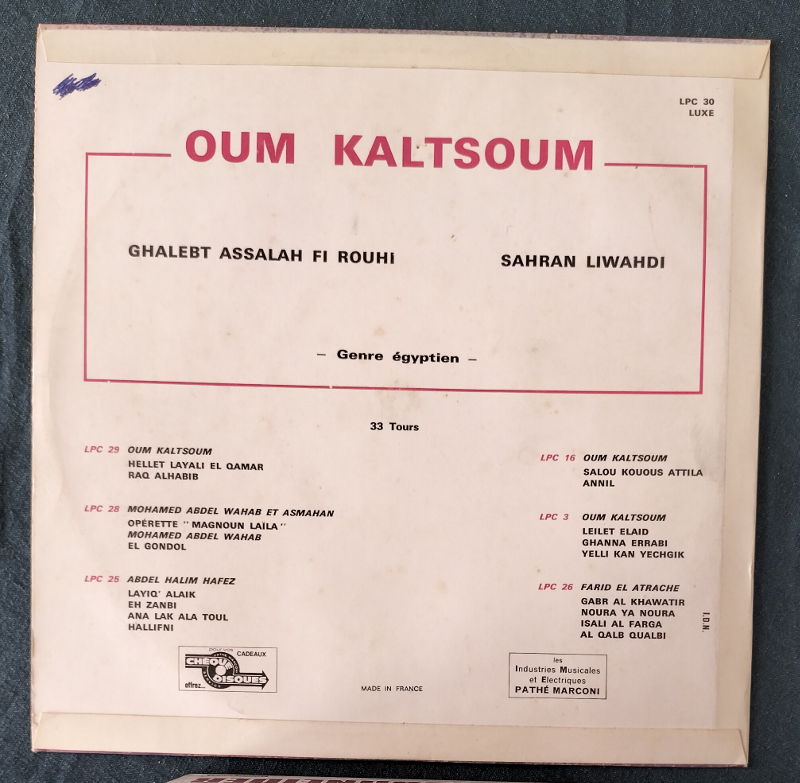 LPC 30
LUXE
OUM KALTSOUM
GHALEBT ASSALAH FI ROUHI
SAHRAN LIWAHDI
– Genre égyptien –
33 Tours
LPC 29 OUM KALTSOUM
HELLET LAYALI EL QAMAR
RAQ ALHABIB
LPC 28 MOHAMED ABDEL WAHAB ET ASMAHAN
OPÉRETTE "MAGNOUN LAÏLA"
MOHAMED ABDEL WAHAB
EL GONDOL
LPC 25 ABDEL HALIM HAFEZ
LAYIQ' ALAIK
EH ZANBI
ANA LAK ALA TOUL
HALLIFNI
LPC 16 OUM KALTSOUM
SALOU KOUOUS ATTILA
ANNIL
LPC 3 OUM KALTSOUM
LEILET ELAID
GHANNA ERRABI
YELLI KAN YECHGIK
LPC 26 FARID EL ATRACHE
GABR AL KHAWATIR
NOURA YA NOURA
ISALI AL FARGA
AL QALB QUALBI
I.D.N.
pour vos CADEAUX
CHÈQUE
DISQUES
offrez...
MADE IN FRANCE
les
Industries Musicales
et Electriques
PATHÉ MARCONI